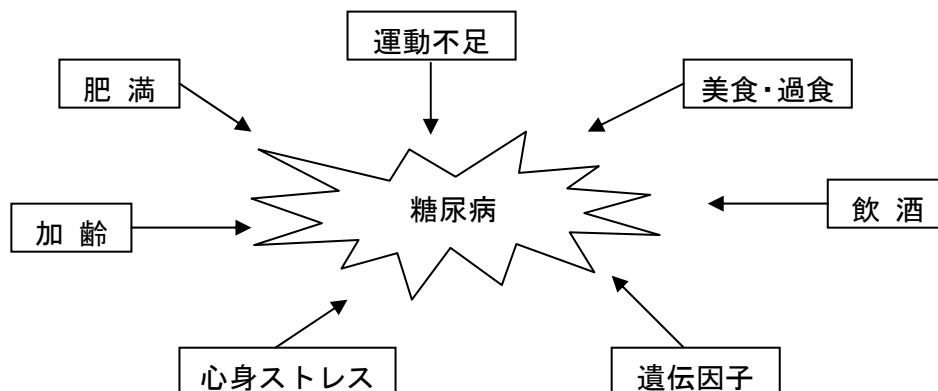 運動不足
肥 満
美食・過食
糖尿病
加 齢
飲 酒
心身ストレス
遺伝因子